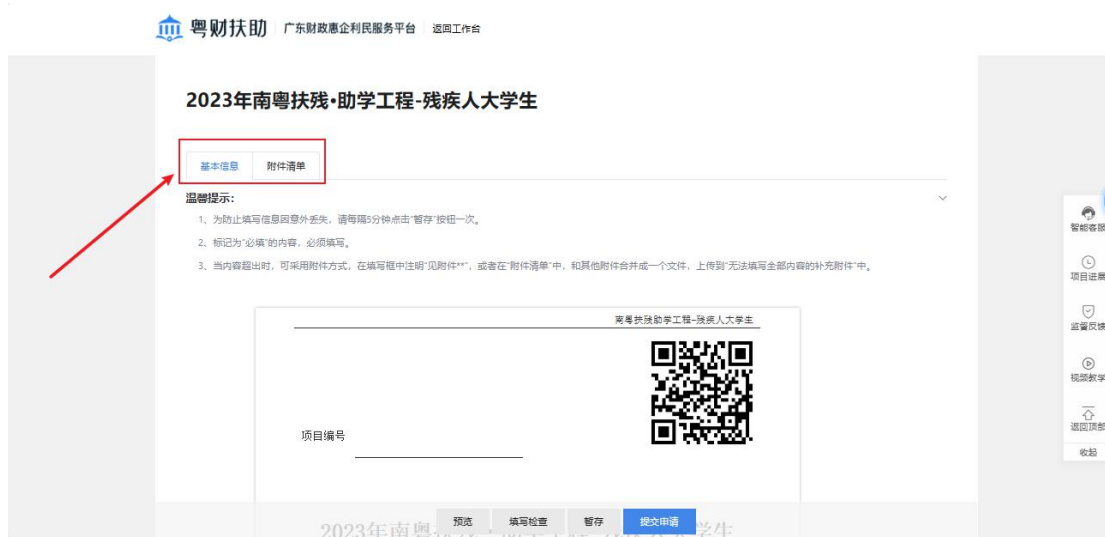 粤财扶助 广东财政惠企利民服务平台 返回工作台
2023年南粤扶残•助学工程-残疾人大学生
基本信息 附件清单
温馨提示：
1、为防止填写信息因意外丢失，请每隔5分钟点击“暂存”按钮一次。
2、标记为“必填”的内容，必须填写。
3、当内容超出时，可采用附件方式，在填写框中注明“见附件**”，或者在“附件清单”中，和其他附件合并成一个文件，上传到“无法填写全部内容的补充附件”中。
南粤扶残助学工程-残疾人大学生
项目编号
预览 填写检查 暂存 提交申请
2023年南粤
学生
智能客服
项目进展
监督反馈
视频教学
返回顶部
收起